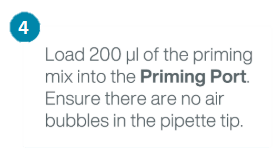 4
Load 200 µl of the priming
mix into the Priming Port.
Ensure there are no air
bubbles in the pipette tip.